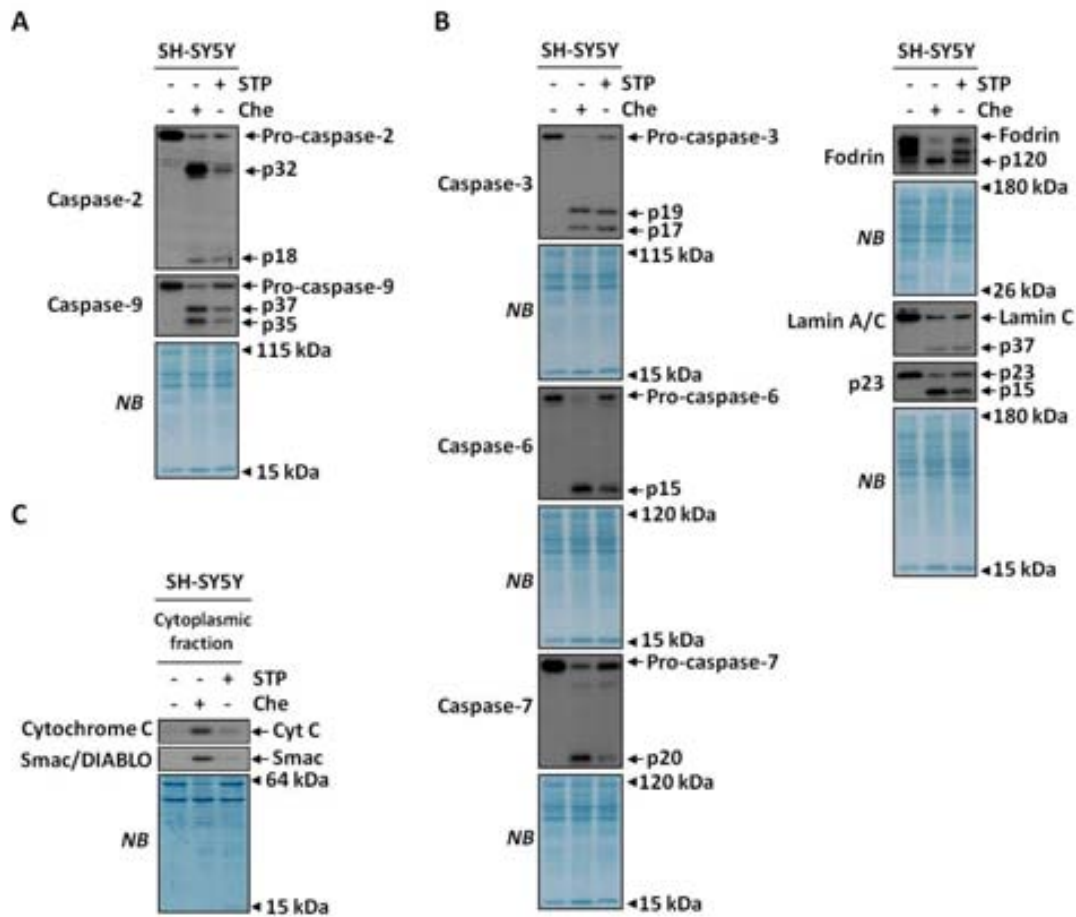 A
SH-SY5Y
- - + STP
- + - Che
Caspase-2
Pro-caspase-2
p32
p18
Caspase-9
Pro-caspase-9
p37
p35
NB
115 kDa
15 kDa
B
SH-SY5Y
- - + STP
- + - Che
Caspase-3
Pro-caspase-3
p19
p17
NB
115 kDa
15 kDa
Caspase-6
Pro-caspase-6
p15
NB
120 kDa
15 kDa
Caspase-7
Pro-caspase-7
p20
NB
120 kDa
15 kDa
SH-SY5Y
- - + STP
- + - Che
Fodrin
Fodrin
p120
NB
180 kDa
26 kDa
Lamin A/C
Lamin C
p37
p23
p23
p15
NB
180 kDa
15 kDa
C
SH-SY5Y
Cytoplasmic
fraction
- - + STP
- + - Che
Cytochrome C
Cyt C
Smac/DIABLO
Smac
NB
64 kDa
15 kDa